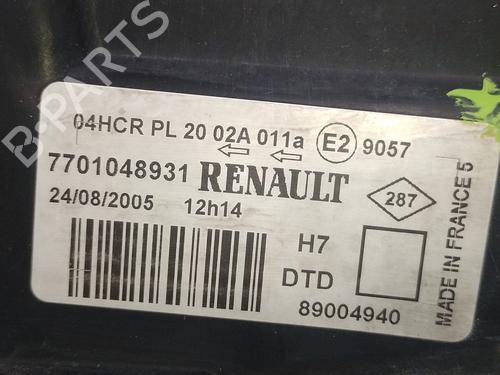 04HCR PL 20 02A 011a E2 9057
7701048931 RENAULT
24/08/2005 12h14
287
H7
DTD
89004940
MADE IN FRANCE 5
B-PARTS